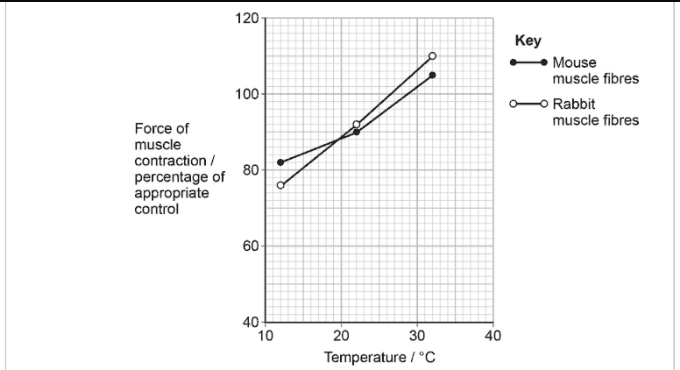 120
100
80
60
40
10
20
30
40
Force of
muscle
contraction /
percentage of
appropriate
control
Temperature / °C
Key
Mouse
muscle fibres
Rabbit
muscle fibres